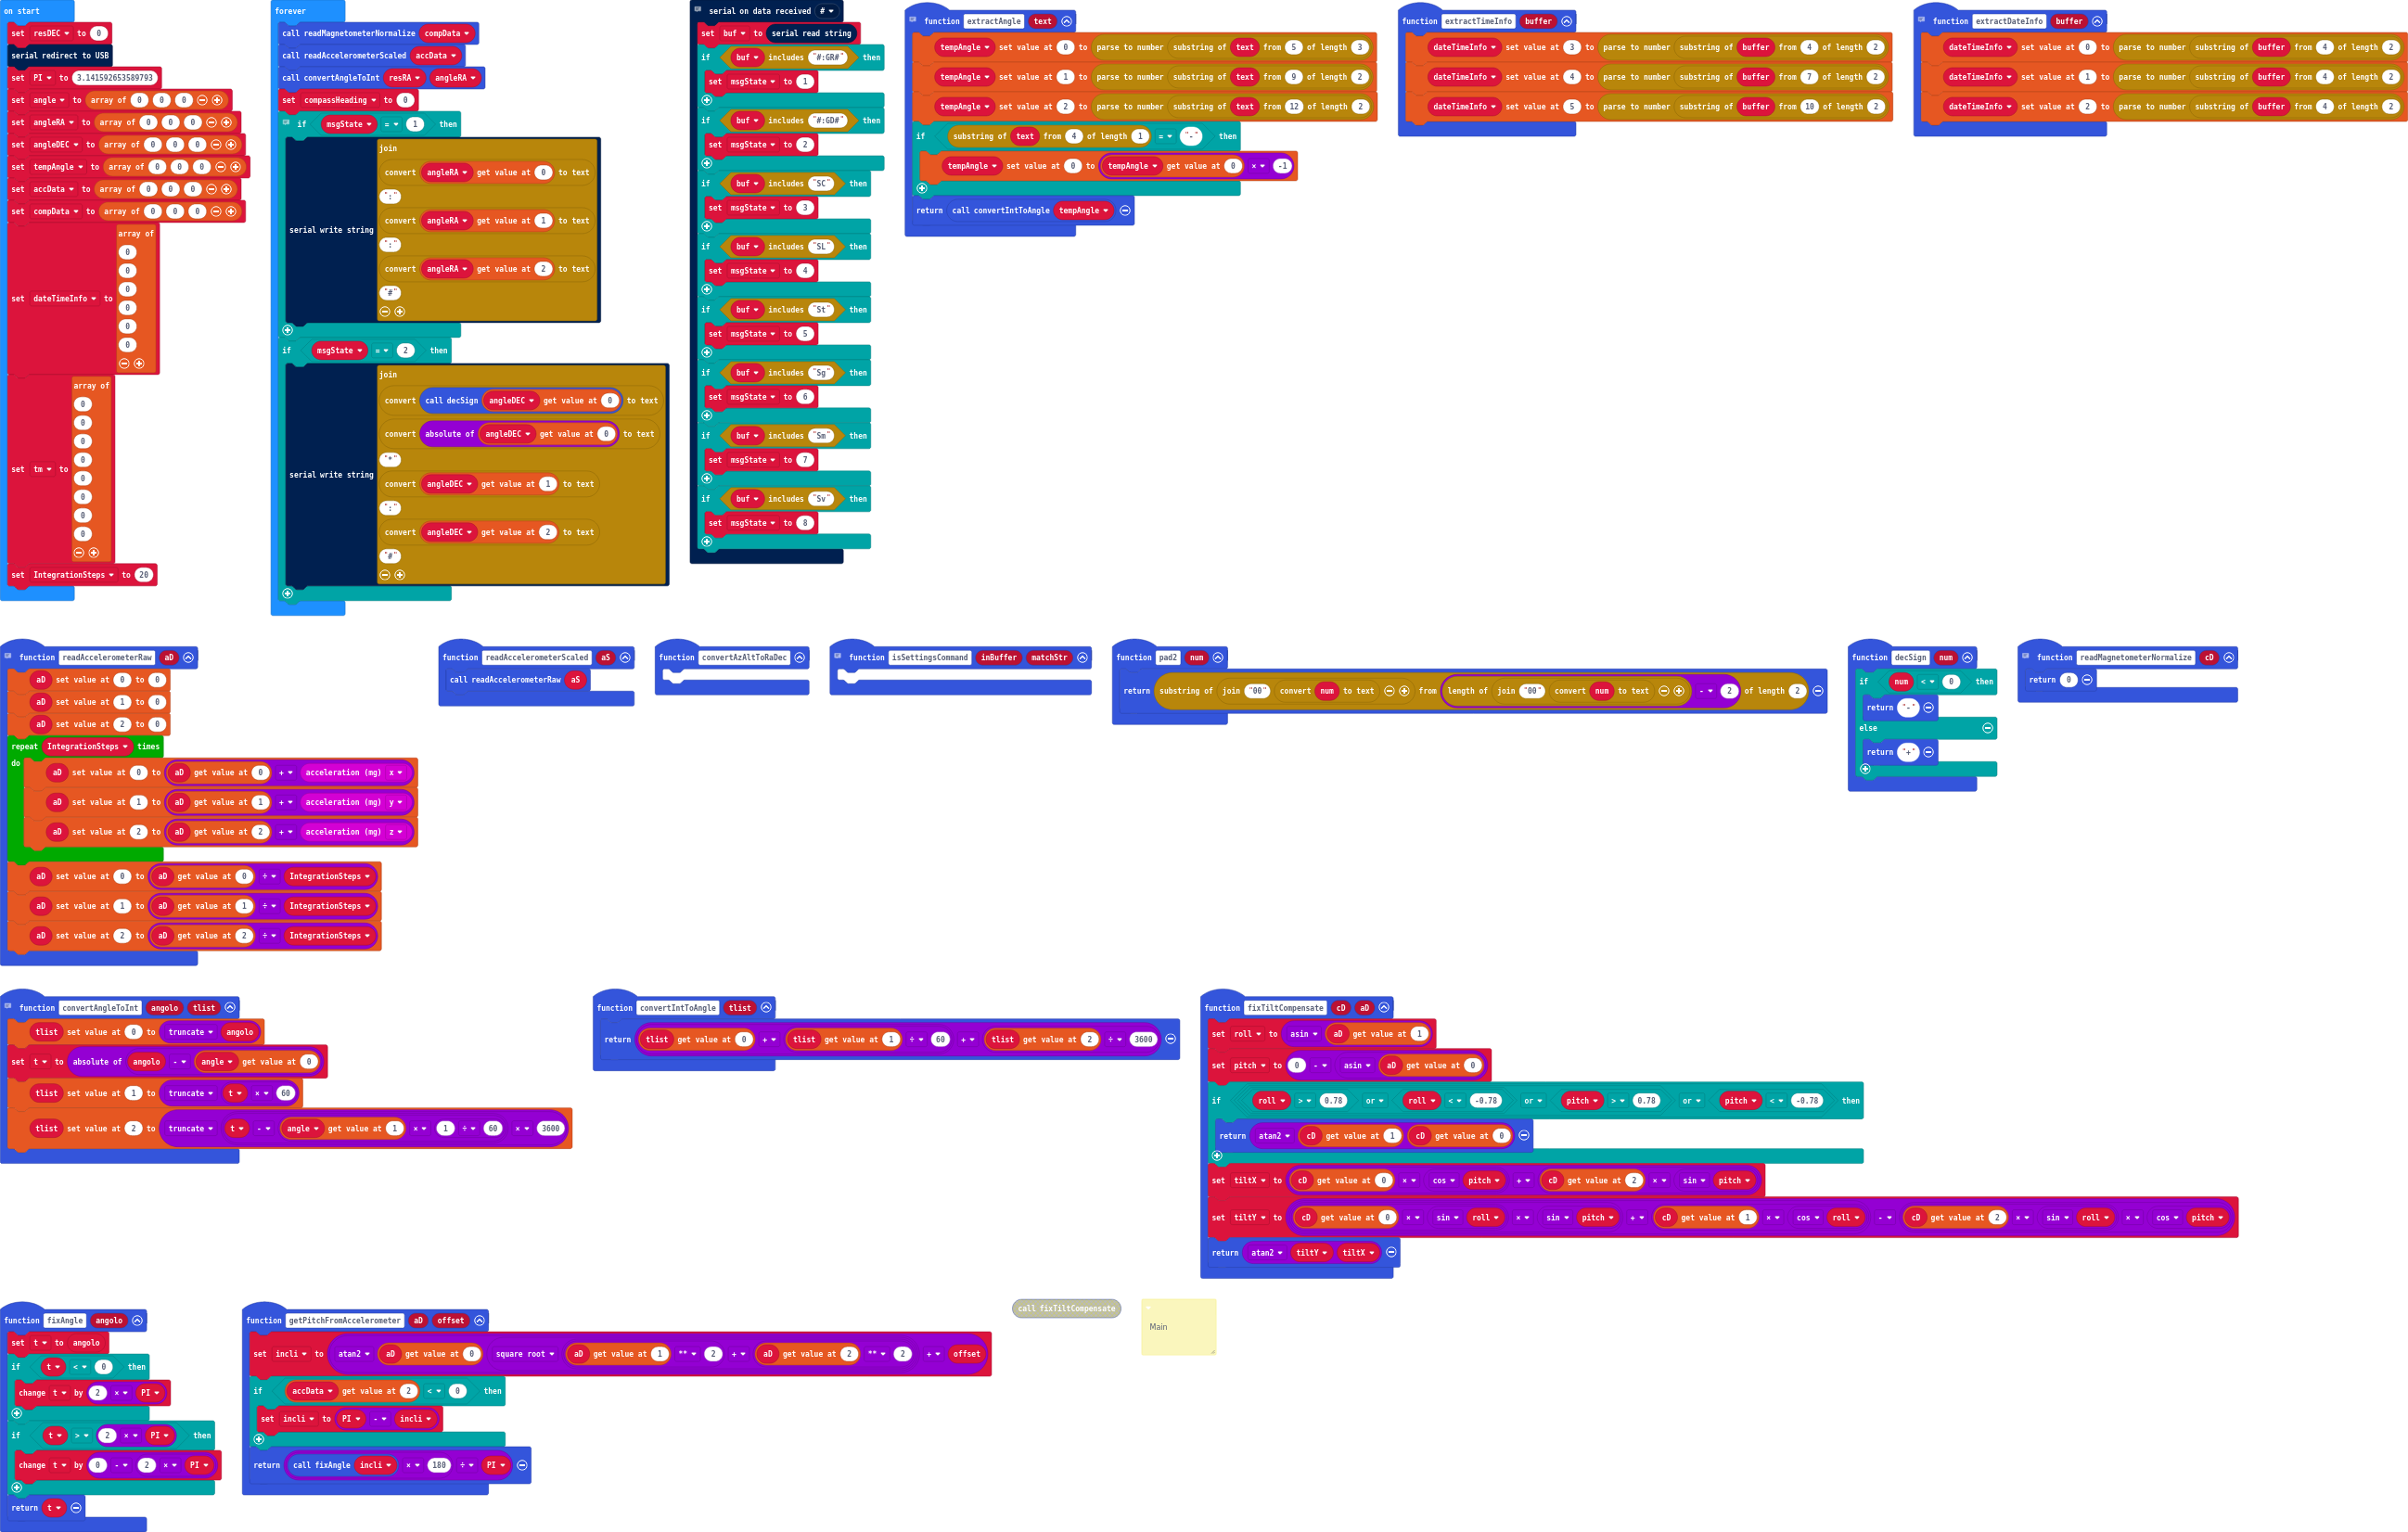 on start
set resDEC to 0
serial redirect to USB
set PI to 3.141592653589793
set angle to array of 0 0 0
set angleRA to array of 0 0 0
set angleDEC to array of 0 0 0
set tempAngle to array of 0 0 0
set accData to array of 0 0 0
set compData to array of 0 0 0
set dateTimeInfo to array of
0
0
0
0
0
0
set tm to array of
0
0
0
0
0
0
0
0
set IntegrationSteps to 20
forever
call readMagnetometerNormalize compData
call readAccelerometerScaled accData
call convertAngleToInt resRA angleRA
set compassHeading to 0
if msgState = 1 then
serial write string join
convert angleRA get value at 0 to text
":"
convert angleRA get value at 1 to text
":"
convert angleRA get value at 2 to text
"#"
if msgState = 2 then
serial write string join
convert call decSign angleDEC get value at 0 to text
convert absolute of angleDEC get value at 0 to text
"*"
convert angleDEC get value at 1 to text
":"
convert angleDEC get value at 2 to text
"#"
serial on data received #
set buf to serial read string
if buf includes "#:GR#" then
set msgState to 1
if buf includes "#:GD#" then
set msgState to 2
if buf includes "SC" then
set msgState to 3
if buf includes "SL" then
set msgState to 4
if buf includes "St" then
set msgState to 5
if buf includes "Sg" then
set msgState to 6
if buf includes "Sm" then
set msgState to 7
if buf includes "Sv" then
set msgState to 8
function extractAngle text
tempAngle set value at 0 to parse to number substring of text from 5 of length 3
tempAngle set value at 1 to parse to number substring of text from 9 of length 2
tempAngle set value at 2 to parse to number substring of text from 12 of length 2
if substring of text from 4 of length 1 = "-" then
tempAngle set value at 0 to tempAngle get value at 0 × -1
return call convertIntToAngle tempAngle
function extractTimeInfo buffer
dateTimeInfo set value at 3 to parse to number substring of buffer from 4 of length 2
dateTimeInfo set value at 4 to parse to number substring of buffer from 7 of length 2
dateTimeInfo set value at 5 to parse to number substring of buffer from 10 of length 2
function extractDateInfo buffer
dateTimeInfo set value at 0 to parse to number substring of buffer from 4 of length 2
dateTimeInfo set value at 1 to parse to number substring of buffer from 4 of length 2
dateTimeInfo set value at 2 to parse to number substring of buffer from 4 of length 2
function readAccelerometerRaw aD
aD set value at 0 to 0
aD set value at 1 to 0
aD set value at 2 to 0
repeat IntegrationSteps times
do
aD set value at 0 to aD get value at 0 + acceleration (mg) x
aD set value at 1 to aD get value at 1 + acceleration (mg) y
aD set value at 2 to aD get value at 2 + acceleration (mg) z
aD set value at 0 to aD get value at 0 ÷ IntegrationSteps
aD set value at 1 to aD get value at 1 ÷ IntegrationSteps
aD set value at 2 to aD get value at 2 ÷ IntegrationSteps
function readAccelerometerScaled aS
call readAccelerometerRaw aS
function convertAzAltToRaDec
function isSettingsCommand inBuffer matchStr
function pad2 num
return substring of join "00" convert num to text from length of join "00" convert num to text - 2 of length 2
function decSign num
if num < 0 then
return "-"
else
return "+"
function readMagnetometerNormalize cD
return 0
function convertAngleToInt angolo tlist
tlist set value at 0 to truncate angolo
set t to absolute of angolo - angle get value at 0
tlist set value at 1 to truncate t × 60
tlist set value at 2 to truncate t - angle get value at 1 × 1 ÷ 60 × 3600
function convertIntToAngle tlist
return tlist get value at 0 + tlist get value at 1 ÷ 60 + tlist get value at 2 ÷ 3600
function fixTiltCompensate cD aD
set roll to asin aD get value at 1
set pitch to 0 - asin aD get value at 0
if roll > 0.78 or roll < -0.78 or pitch > 0.78 or pitch < -0.78 then
return atan2 cD get value at 1 cD get value at 0
set tiltX to cD get value at 0 × cos pitch + cD get value at 2 × sin pitch
set tiltY to cD get value at 0 × sin roll × sin pitch + cD get value at 1 × cos roll - cD get value at 2 × sin roll × cos pitch
return atan2 tiltY tiltX
function fixAngle angolo
set t to angolo
if t < 0 then
change t by 2 × PI
if t > 2 × PI then
change t by 0 - 2 × PI
return t
function getPitchFromAccelerometer aD offset
set incli to atan2 aD get value at 0 square root aD get value at 1 ** 2 + aD get value at 2 ** 2 + offset
if accData get value at 2 < 0 then
set incli to PI - incli
return call fixAngle incli × 180 ÷ PI
call fixTiltCompensate
Main